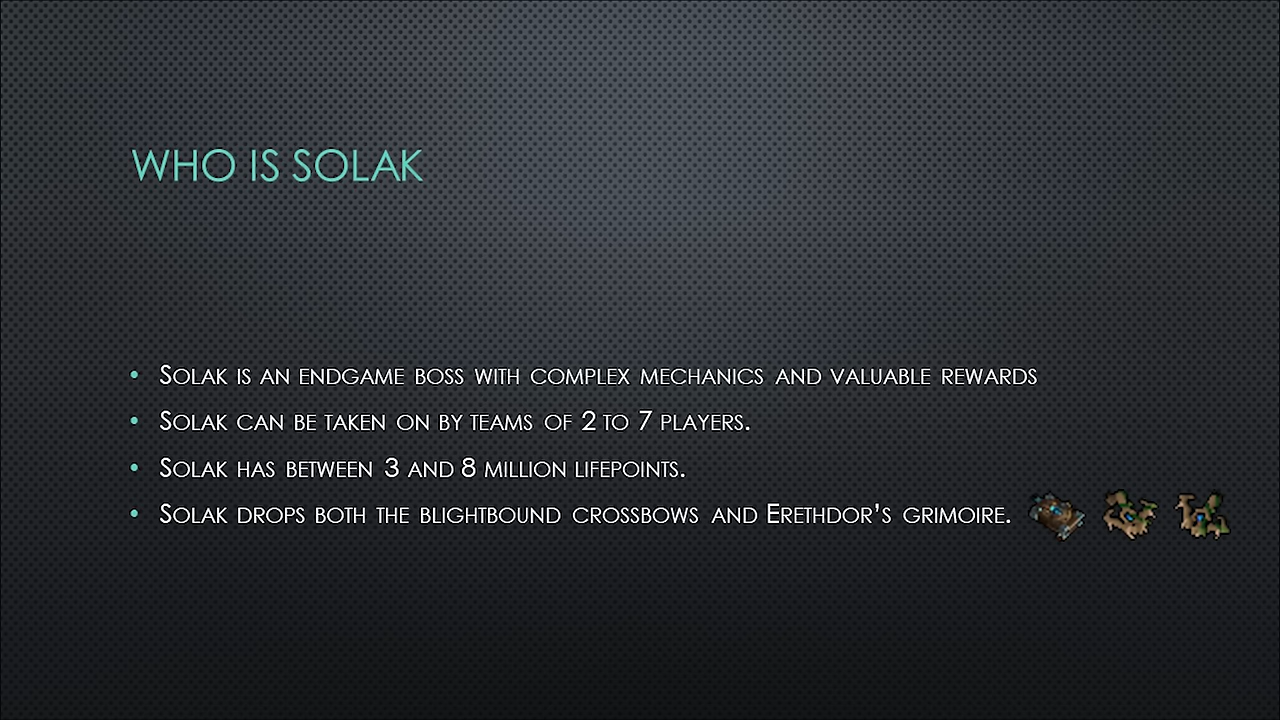 WHO IS SOLAK
• Solak is an endgame boss with complex mechanics and valuable rewards
• Solak can be taken on by teams of 2 to 7 players.
• Solak has between 3 and 8 million lifepoints.
• Solak drops both the blightbound crossbows and Erethdor's grimoire.